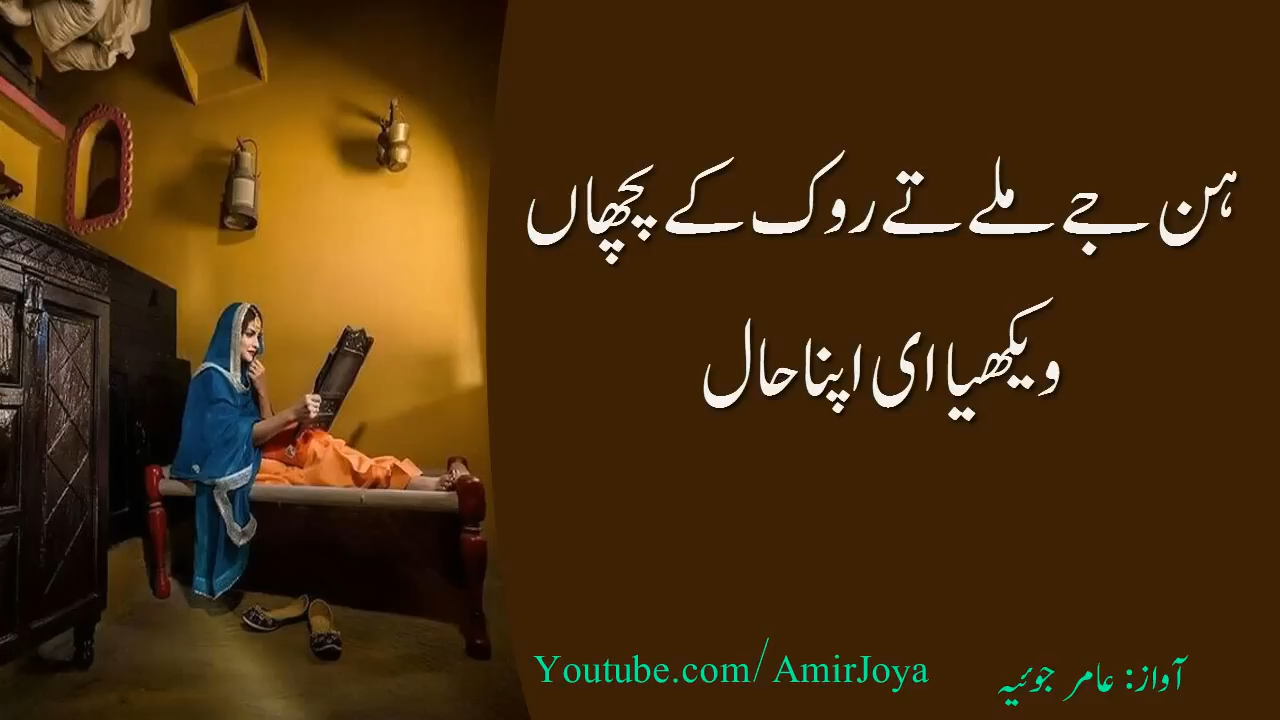 ہن جے ملے تے روک کے پچھاں
ویکھیا ای اپنا حال
Youtube.com/AmirJoya
آواز: عامر جوئیہ